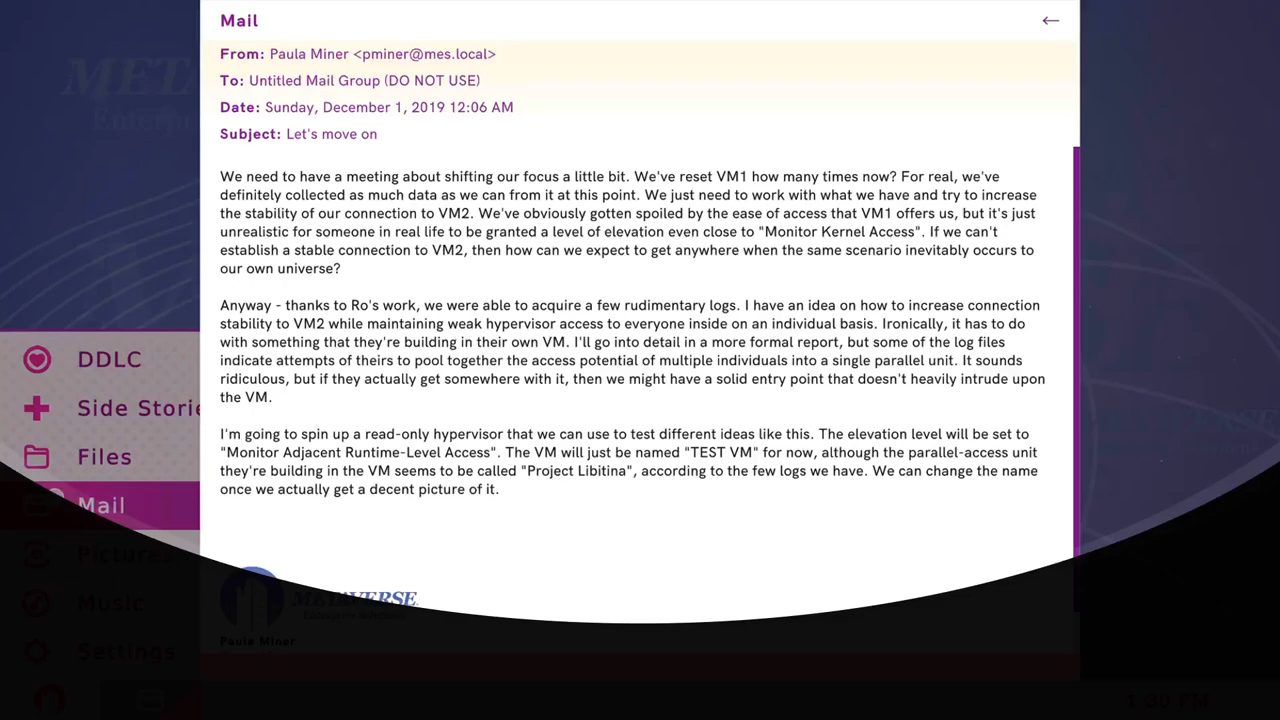 Mail
←
From: Paula Miner <pminer@mes.local>
To: Untitled Mail Group (DO NOT USE)
Date: Sunday, December 1, 2019 12:06 AM
Subject: Let's move on
We need to have a meeting about shifting our focus a little bit. We've reset VM1 how many times now? For real, we've
definitely collected as much data as we can from it at this point. We just need to work with what we have and try to increase
the stability of our connection to VM2. We've obviously gotten spoiled by the ease of access that VM1 offers us, but it's just
unrealistic for someone in real life to be granted a level of elevation even close to "Monitor Kernel Access". If we can't
establish a stable connection to VM2, then how can we expect to get anywhere when the same scenario inevitably occurs to
our own universe?
Anyway - thanks to Ro's work, we were able to acquire a few rudimentary logs. I have an idea on how to increase connection
stability to VM2 while maintaining weak hypervisor access to everyone inside on an individual basis. Ironically, it has to do
with something that they're building in their own VM. I'll go into detail in a more formal report, but some of the log files
indicate attempts of theirs to pool together the access potential of multiple individuals into a single parallel unit. It sounds
ridiculous, but if they actually get somewhere with it, then we might have a solid entry point that doesn't heavily intrude upon
the VM.
I'm going to spin up a read-only hypervisor that we can use to test different ideas like this. The elevation level will be set to
"Monitor Adjacent Runtime-Level Access". The VM will just be named "TEST VM" for now, although the parallel-access unit
they're building in the VM seems to be called "Project Libitina", according to the few logs we have. We can change the name
once we actually get a decent picture of it.
METAVERSE
Enterprise Solutions
Paula Miner
META
Enterp
DDLC
Side Storie
Files
Mail
Pictures
Music
Settings
1:30 PM